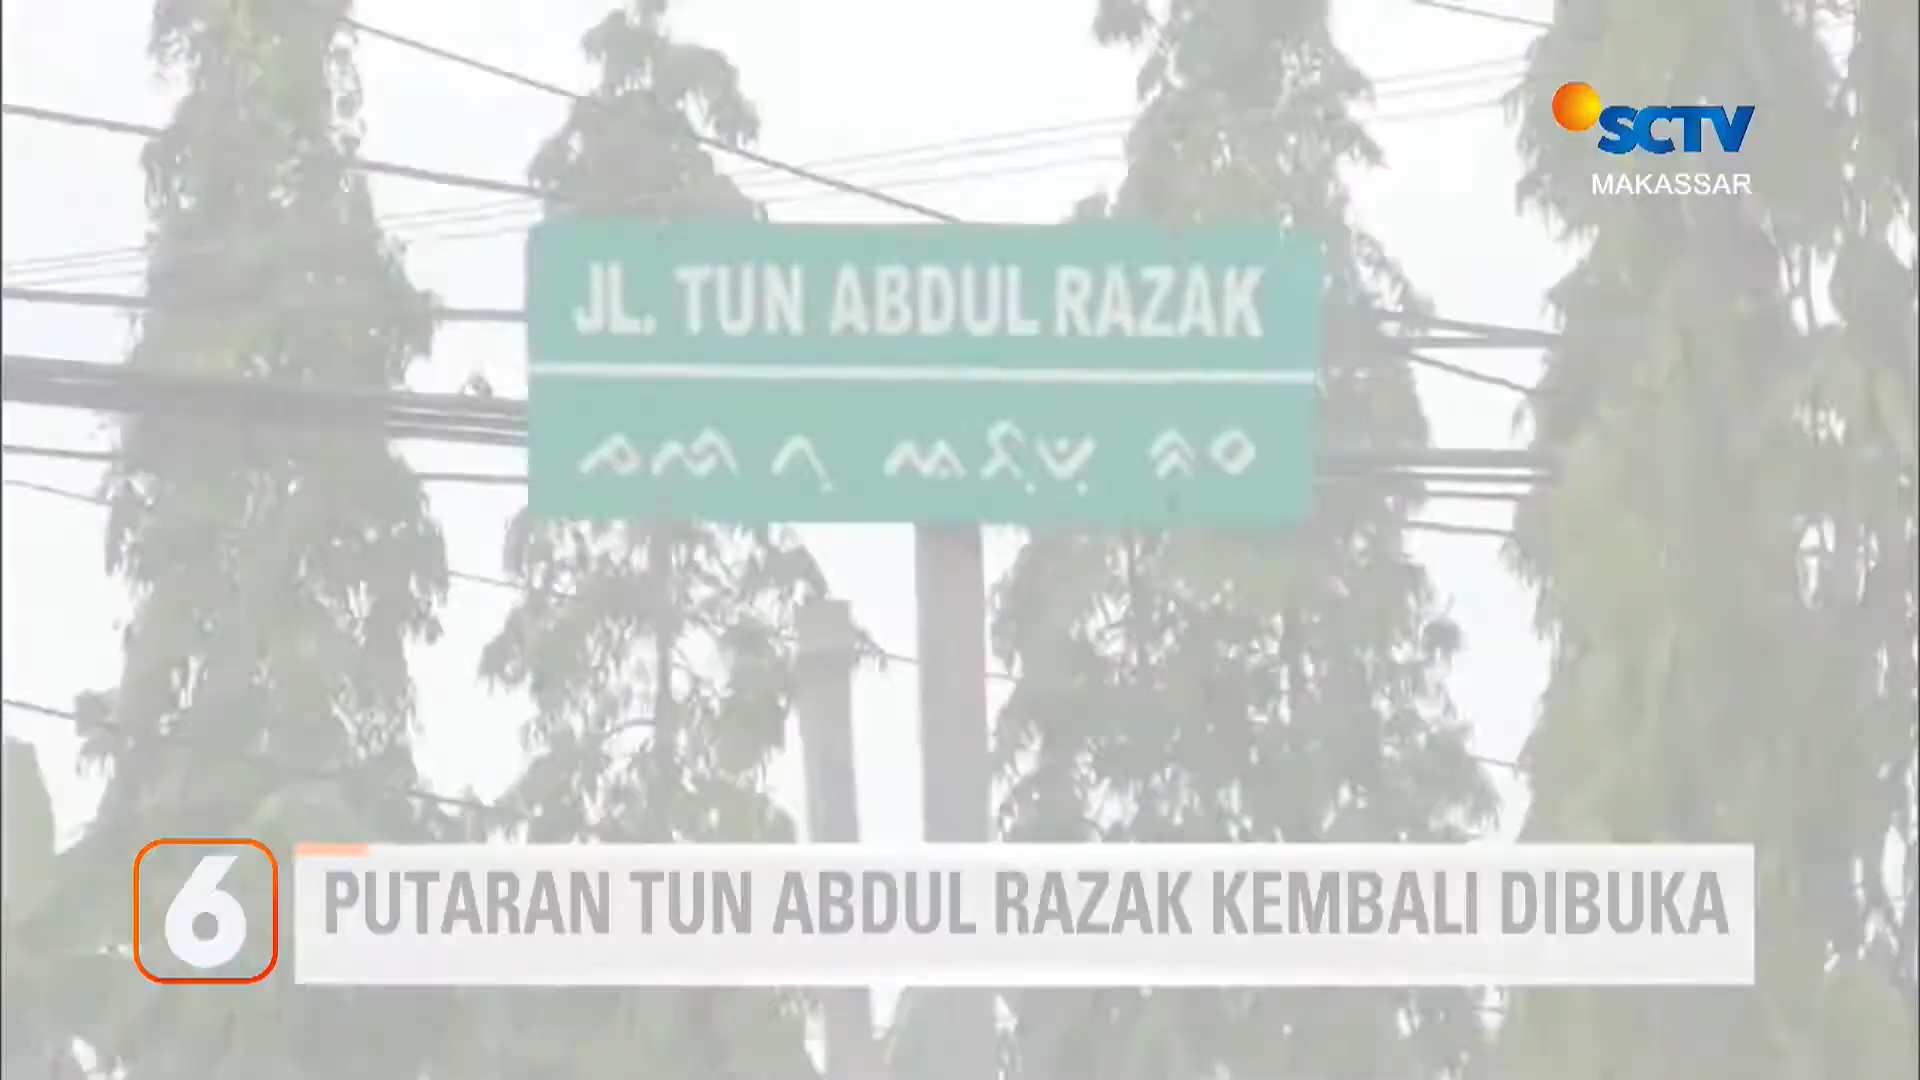 SCTV
MAKASSAR
JL. TUN ABDUL RAZAK
6
PUTARAN TUN ABDUL RAZAK KEMBALI DIBUKA